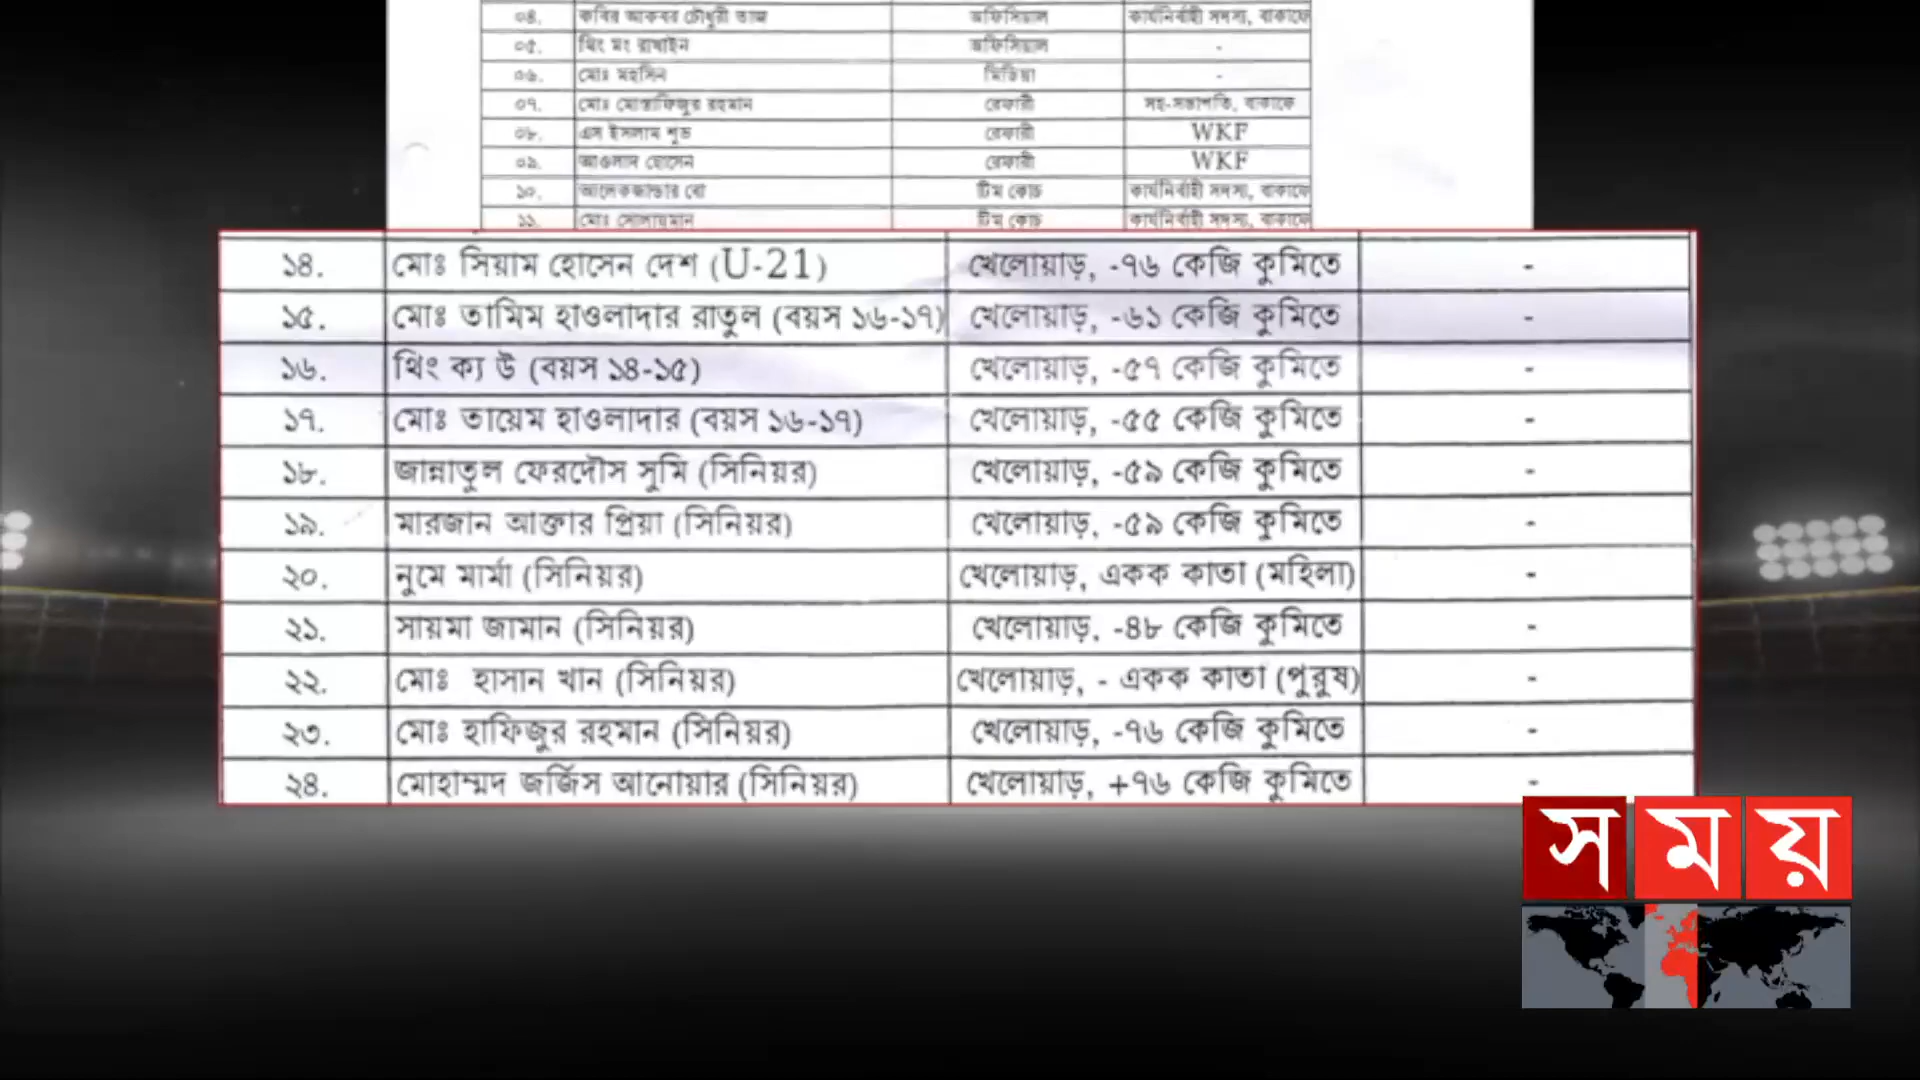 ০৪. কবির আকবর চৌধুরী তাজ অফিসিয়াল কার্যনির্বাহী সদস্য, বাকাফে
০৫. থিং মং রাখাইন অফিসিয়াল -
০৬. মোঃ মহসিন মিডিয়া -
০৭. মোঃ মোস্তাফিজুর রহমান রেফারী সহ-সভাপতি, বাকাফে
০৮. এস ইসলাম শুভ রেফারী WKF
০৯. আওলাদ হোসেন রেফারী WKF
১০. আলেকজান্ডার বো টিম কোচ কার্যনির্বাহী সদস্য, বাকাফে
১১. মোঃ সোলায়মান টিম কোচ কার্যনির্বাহী সদস্য, বাকাফে
১৪. মোঃ সিয়াম হোসেন দেশ (U-21) খেলোয়াড়, -৭৬ কেজি কুমিতে -
১৫. মোঃ তামিম হাওলাদার রাতুল (বয়স ১৬-১৭) খেলোয়াড়, -৬১ কেজি কুমিতে -
১৬. থিং ক্য উ (বয়স ১৪-১৫) খেলোয়াড়, -৫৭ কেজি কুমিতে -
১৭. মোঃ তায়েম হাওলাদার (বয়স ১৬-১৭) খেলোয়াড়, -৫৫ কেজি কুমিতে -
১৮. জান্নাতুল ফেরদৌস সুমি (সিনিয়র) খেলোয়াড়, -৫৯ কেজি কুমিতে -
১৯. মারজান আক্তার প্রিয়া (সিনিয়র) খেলোয়াড়, -৫৯ কেজি কুমিতে -
২০. নুমে মার্মা (সিনিয়র) খেলোয়াড়, একক কাতা (মহিলা) -
২১. সায়মা জামান (সিনিয়র) খেলোয়াড়, -৪৮ কেজি কুমিতে -
২২. মোঃ হাসান খান (সিনিয়র) খেলোয়াড়, - একক কাতা (পুরুষ) -
২৩. মোঃ হাফিজুর রহমান (সিনিয়র) খেলোয়াড়, -৭৬ কেজি কুমিতে -
২৪. মোহাম্মদ জর্জিস আনোয়ার (সিনিয়র) খেলোয়াড়, +৭৬ কেজি কুমিতে -
সময়